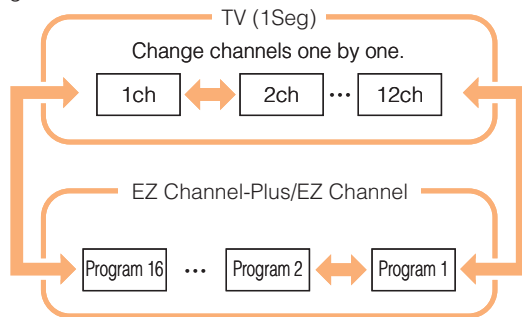 TV (1Seg)
Change channels one by one.
1ch 2ch ••• 12ch
EZ Channel-Plus/EZ Channel
Program 16 ••• Program 2 Program 1